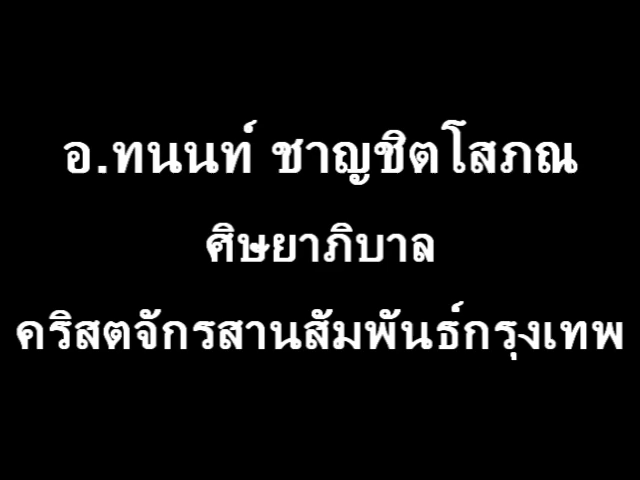 อ.ทนนท์ ชาญชิตโสภณ
ศิษยาภิบาล
คริสตจักรสานสัมพันธ์กรุงเทพ